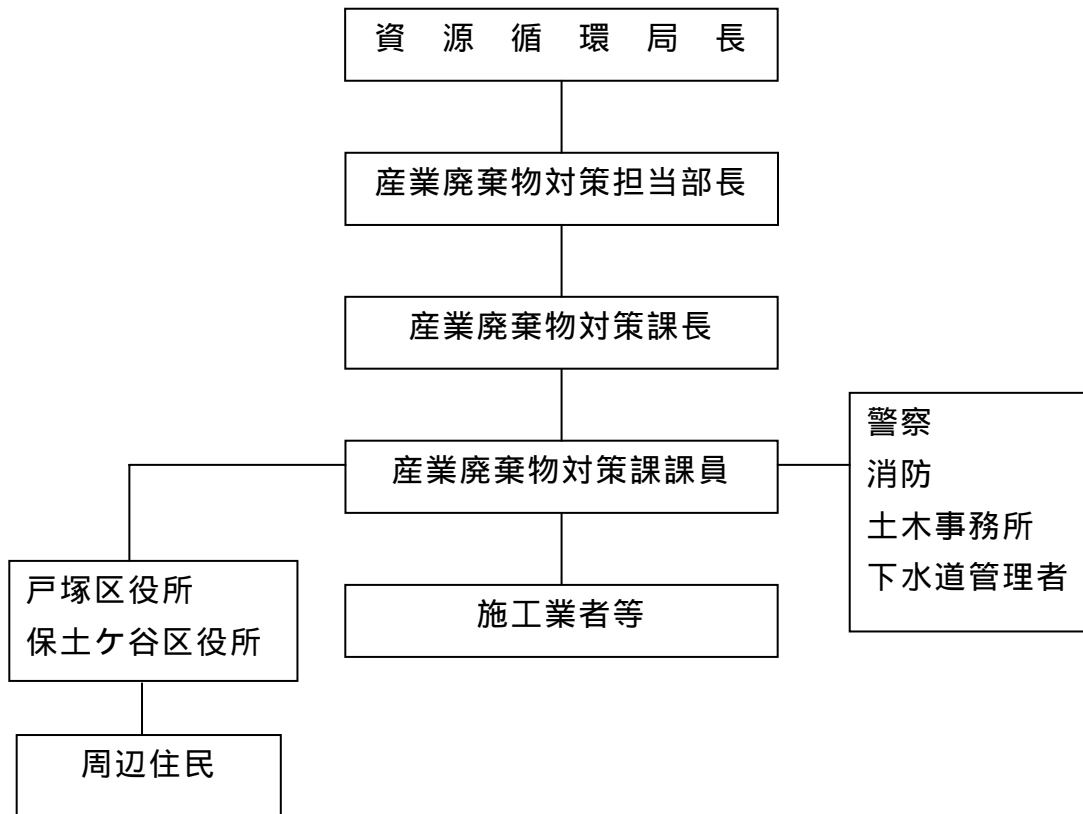 資源循環局長
産業廃棄物対策担当部長
産業廃棄物対策課長
産業廃棄物対策課課員
警察
消防
土木事務所
下水道管理者
戸塚区役所
保土ケ谷区役所
施工業者等
周辺住民